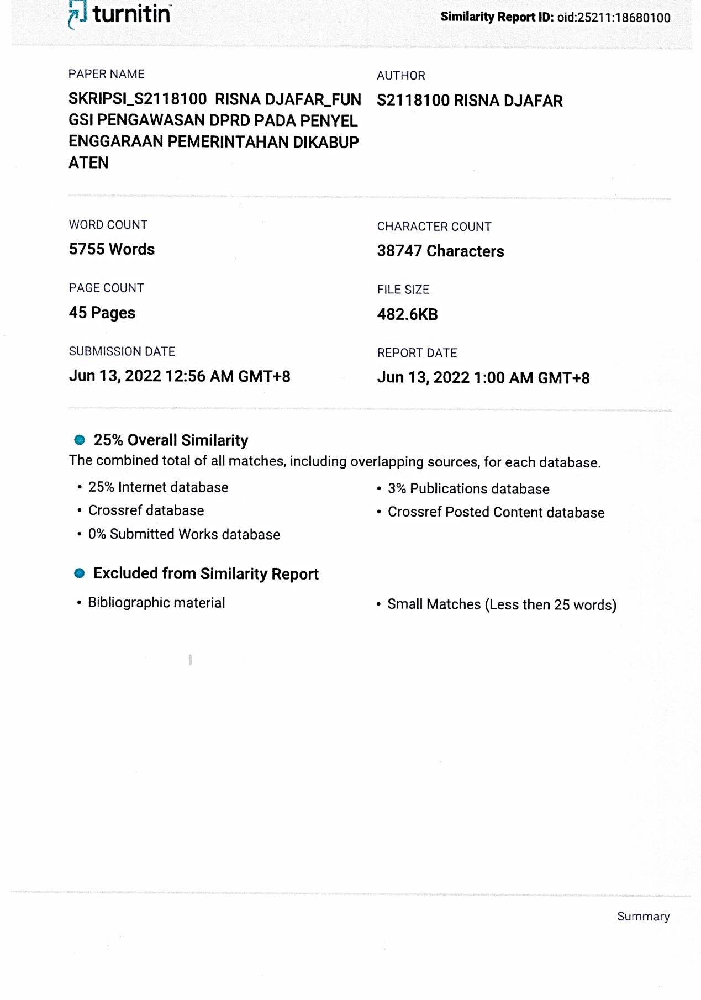 turnitin
Similarity Report ID: oid:25211:18680100
PAPER NAME
SKRIPSI_S2118100 RISNA DJAFAR_FUN
GSI PENGAWASAN DPRD PADA PENYEL
ENGGARAAN PEMERINTAHAN DIKABUP
ATEN
AUTHOR
S2118100 RISNA DJAFAR
WORD COUNT
5755 Words
CHARACTER COUNT
38747 Characters
PAGE COUNT
45 Pages
FILE SIZE
482.6KB
SUBMISSION DATE
Jun 13, 2022 12:56 AM GMT+8
REPORT DATE
Jun 13, 2022 1:00 AM GMT+8
● 25% Overall Similarity
The combined total of all matches, including overlapping sources, for each database.
• 25% Internet database
• 3% Publications database
• Crossref database
• Crossref Posted Content database
• 0% Submitted Works database
● Excluded from Similarity Report
• Bibliographic material
• Small Matches (Less then 25 words)
Summary